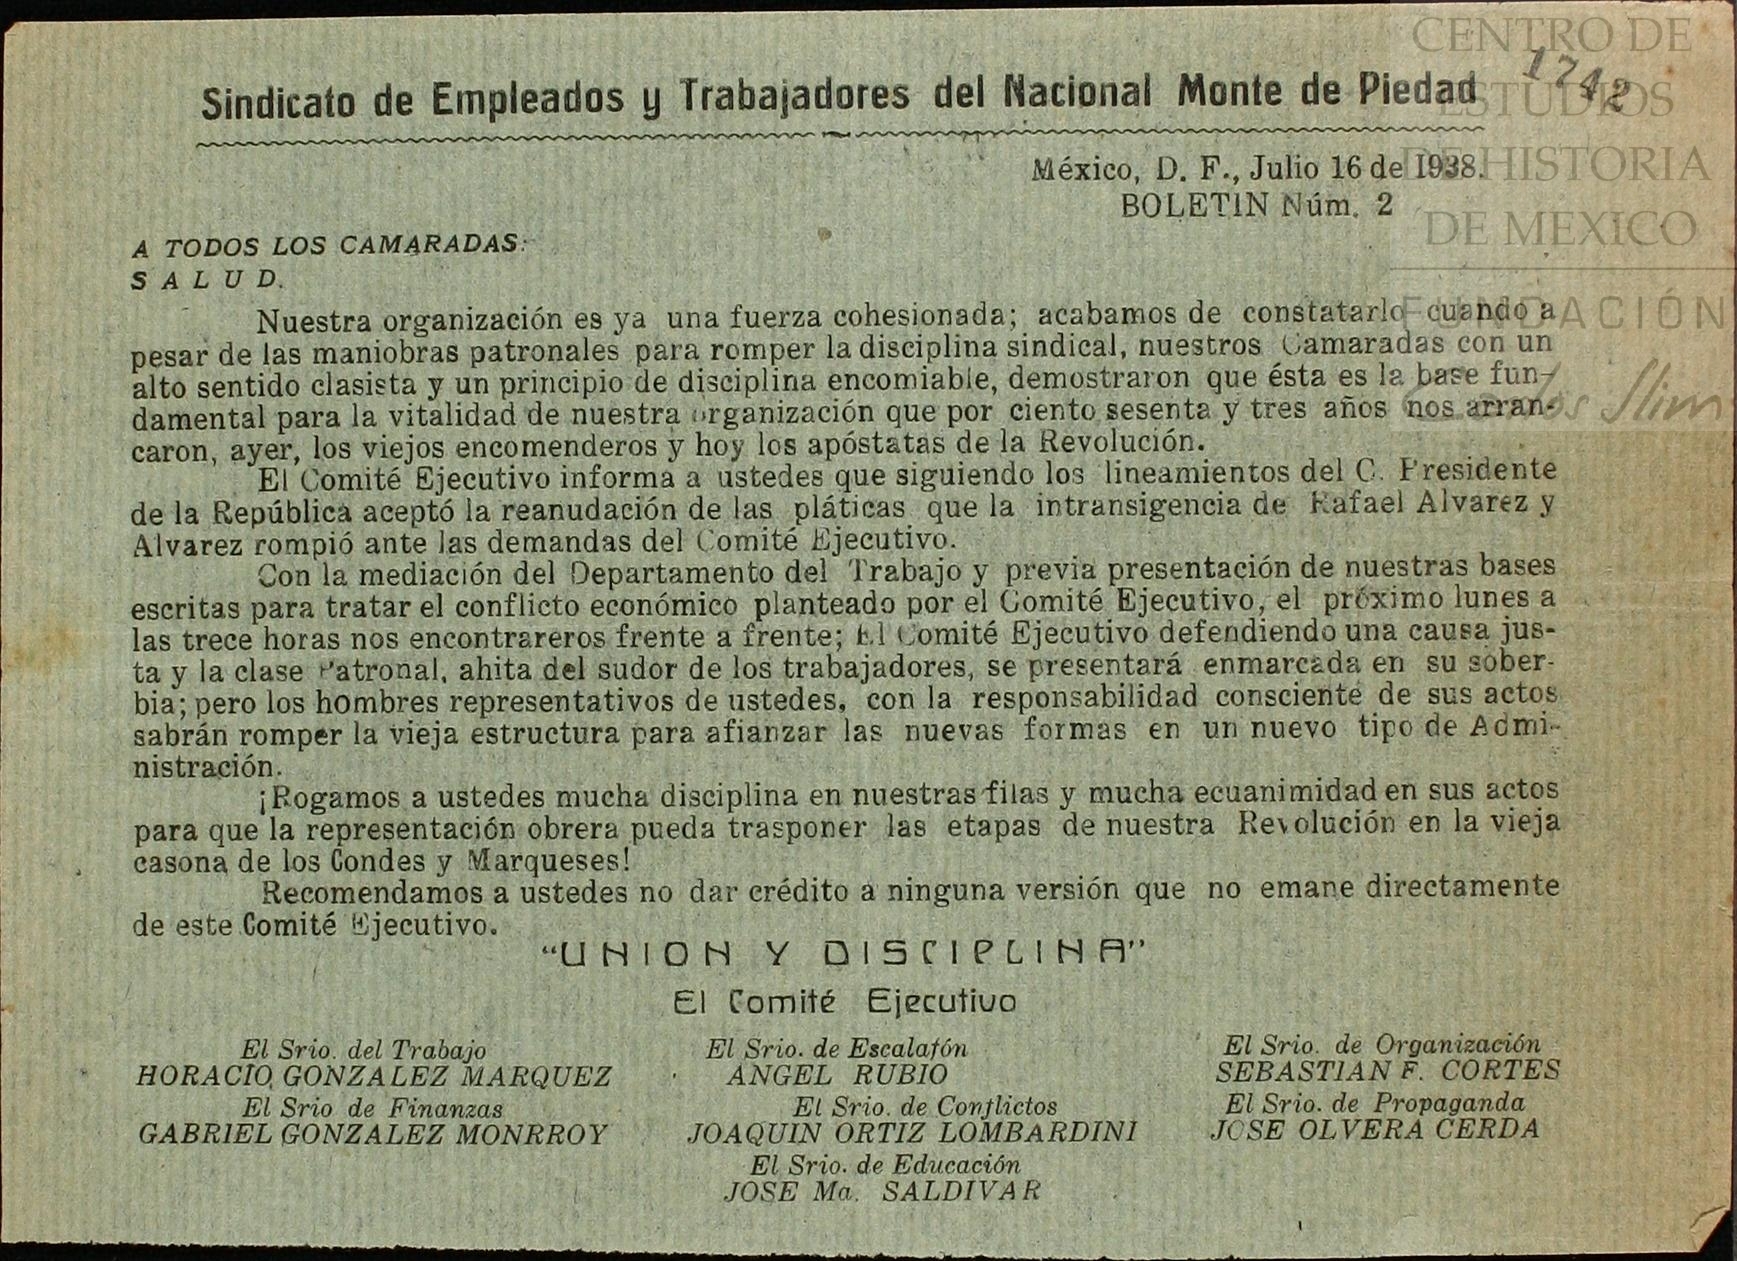 Sindicato de Empleados y Trabajadores del Nacional Monte de Piedad
1742
México, D. F., Julio 16 de 1938.
BOLETIN Núm. 2
A TODOS LOS CAMARADAS:
S A L U D.
Nuestra organización es ya una fuerza cohesionada; acabamos de constatarlo cuando a
pesar de las maniobras patronales para romper la disciplina sindical, nuestros Camaradas con un
alto sentido clasista y un principio de disciplina encomiable, demostraron que ésta es la base fun-
damental para la vitalidad de nuestra organización que por ciento sesenta y tres años nos arran-
caron, ayer, los viejos encomenderos y hoy los apóstatas de la Revolución.
El Comité Ejecutivo informa a ustedes que siguiendo los lineamientos del C. Presidente
de la República aceptó la reanudación de las pláticas que la intransigencia de Rafael Alvarez y
Alvarez rompió ante las demandas del Comité Ejecutivo.
Con la mediación del Departamento del Trabajo y previa presentación de nuestras bases
escritas para tratar el conflicto económico planteado por el Comité Ejecutivo, el próximo lunes a
las trece horas nos encontrareros frente a frente; El Comité Ejecutivo defendiendo una causa jus-
ta y la clase Patronal, ahita del sudor de los trabajadores, se presentará enmarcada en su sober-
bia; pero los hombres representativos de ustedes, con la responsabilidad consciente de sus actos
sabrán romper la vieja estructura para afianzar las nuevas formas en un nuevo tipo de Admi-
nistración.
¡Rogamos a ustedes mucha disciplina en nuestras filas y mucha ecuanimidad en sus actos
para que la representación obrera pueda trasponer las etapas de nuestra Revolución en la vieja
casona de los Condes y Marqueses!
Recomendamos a ustedes no dar crédito a ninguna versión que no emane directamente
de este Comité Ejecutivo.
"UNION Y DISCIPLINA"
El Comité Ejecutivo
El Srio. del Trabajo
HORACIO GONZALEZ MARQUEZ
El Srio de Finanzas
GABRIEL GONZALEZ MONRROY
El Srio. de Escalafón
ANGEL RUBIO
El Srio. de Conflictos
JOAQUIN ORTIZ LOMBARDINI
El Srio. de Educación
JOSE Ma. SALDIVAR
El Srio. de Organización
SEBASTIAN F. CORTES
El Srio. de Propaganda
JOSE OLVERA CERDA
CENTRO DE
ESTUDIOS
DE HISTORIA
DE MEXICO
FUNDACIÓN
Carlos Slim